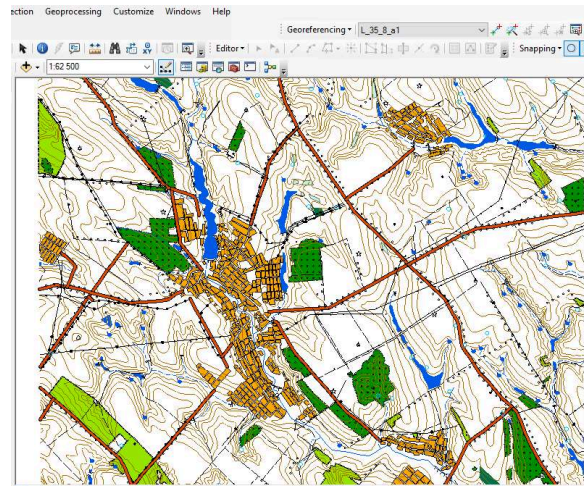 ection Geoprocessing Customize Windows Help
Georeferencing L_35_8_a1
Editor Snapping
1:62 500